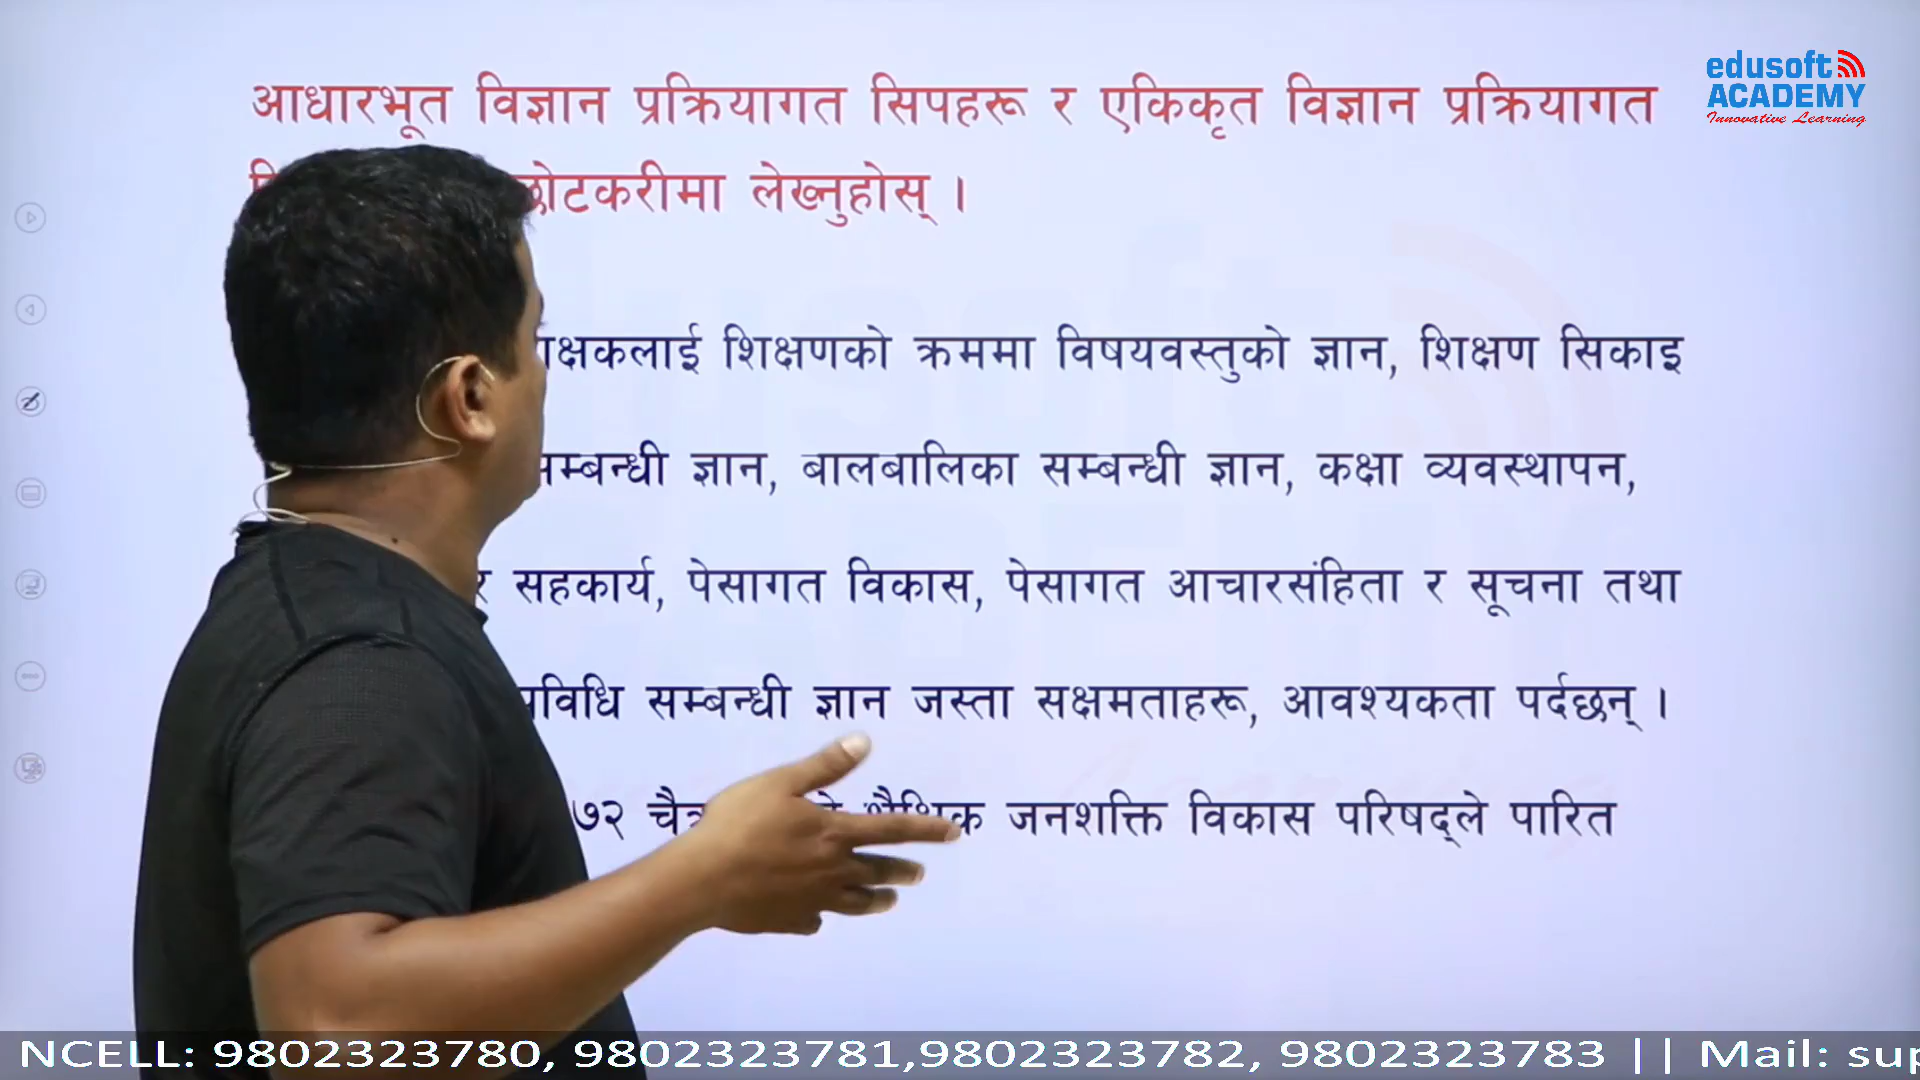 edusoft
ACADEMY
Innovative Learning
आधारभूत विज्ञान प्रक्रियागत सिपहरू र एकिकृत विज्ञान प्रक्रियागत
छोटकरीमा लेख्नुहोस् ।
शिक्षणको क्रममा विषयवस्तुको ज्ञान, शिक्षण सिकाइ
सम्बन्धी ज्ञान, बालबालिका सम्बन्धी ज्ञान, कक्षा व्यवस्थापन,
र सहकार्य, पेसागत विकास, पेसागत आचारसंहिता र सूचना तथा
सम्बन्धी ज्ञान जस्ता सक्षमताहरू, आवश्यकता पर्दछन् ।
७२ चैत्र शैक्षिक जनशक्ति विकास परिषद्ले पारित
NCELL: 9802323780, 9802323781,9802323782, 9802323783 || Mail: